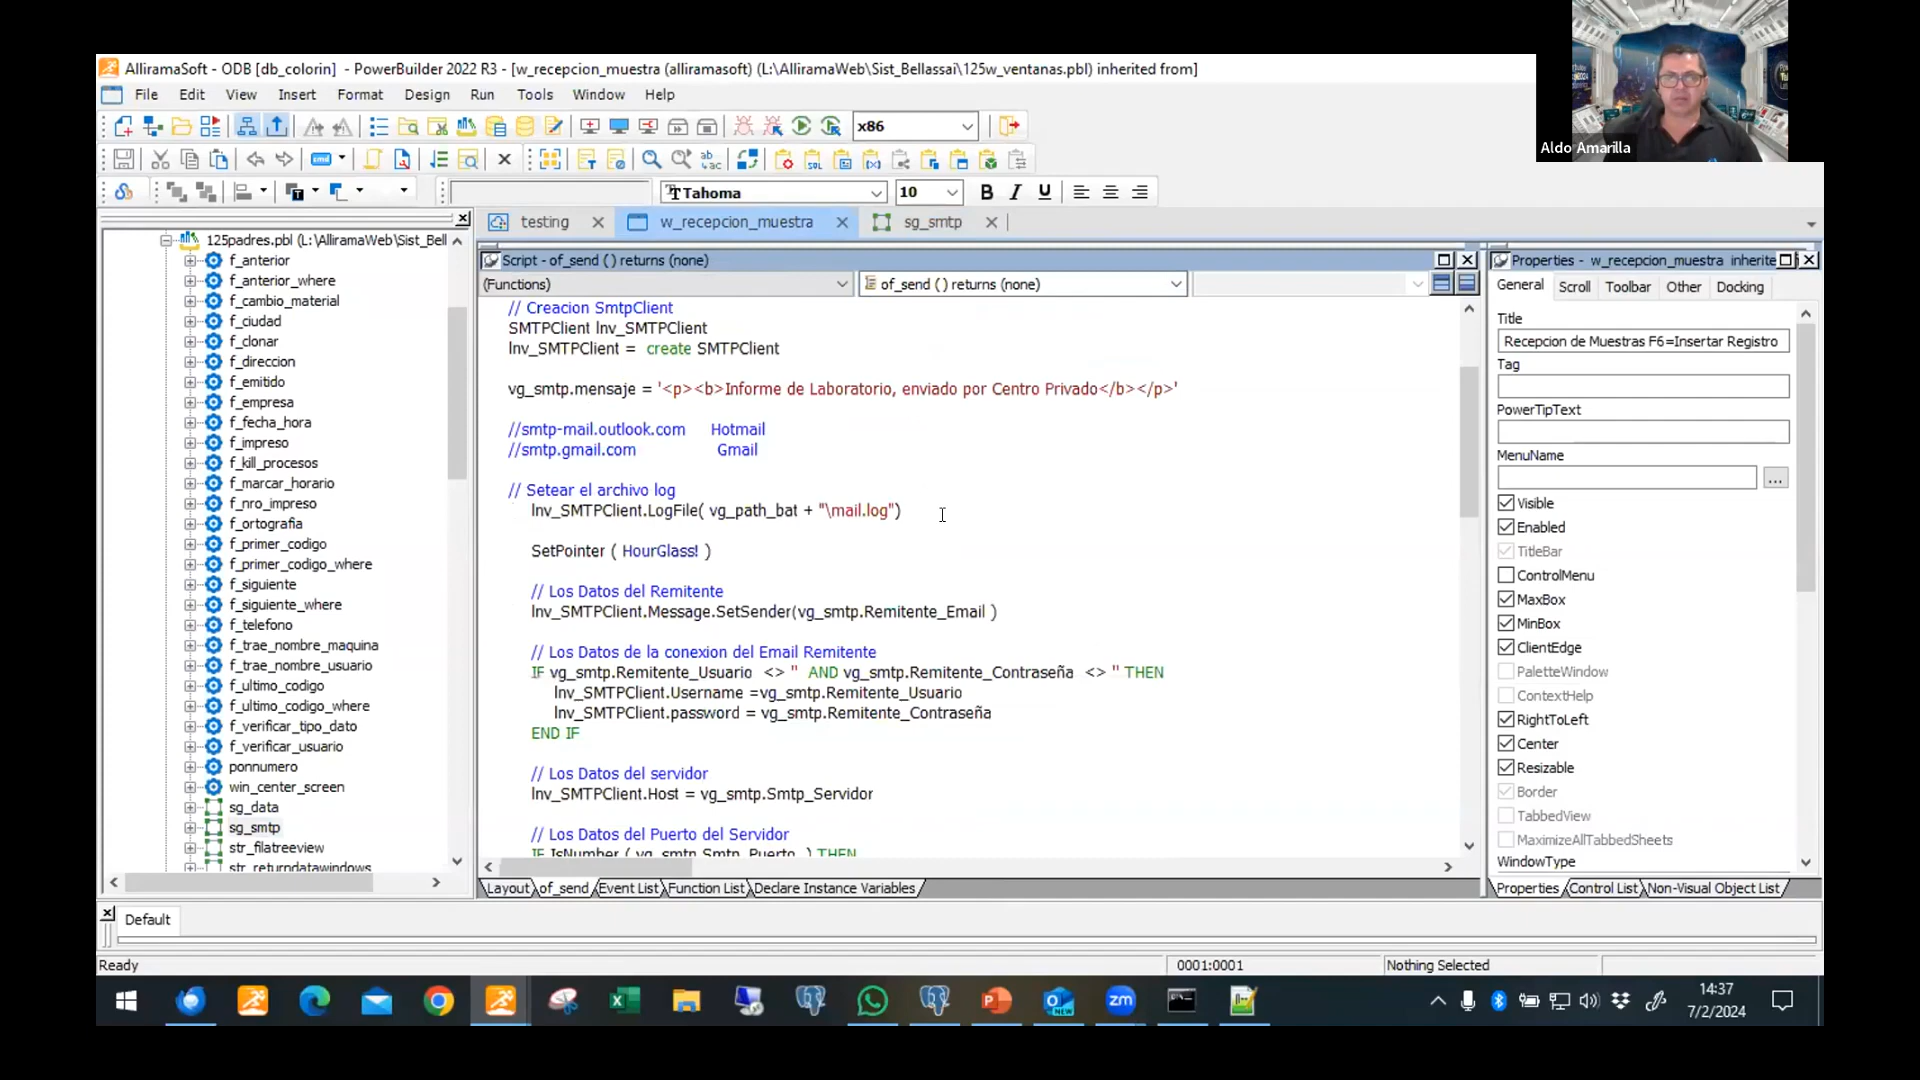 AlliramaSoft - ODB [db_colorin] - PowerBuilder 2022 R3 - [w_recepcion_muestra (alliramasoft) (L:\AlliramaWeb\Sist_Bellassai\125w_ventanas.pbl) inherited from]
File Edit View Insert Format Design Run Tools Window Help
x86
Aldo Amarilla
Tahoma 10 B I U
testing w_recepcion_muestra sg_smtp
125padres.pbl (L:\AlliramaWeb\Sist_Bell
f_anterior
f_anterior_where
f_cambio_material
f_ciudad
f_clonar
f_direccion
f_emitido
f_empresa
f_fecha_hora
f_impreso
f_kill_procesos
f_marcar_horario
f_nro_impreso
f_ortografia
f_primer_codigo
f_primer_codigo_where
f_siguiente
f_siguiente_where
f_telefono
f_trae_nombre_maquina
f_trae_nombre_usuario
f_ultimo_codigo
f_ultimo_codigo_where
f_verificar_tipo_dato
f_verificar_usuario
ponnumero
win_center_screen
sg_data
sg_smtp
str_filatreeview
str_returndatawindows
Script - of_send ( ) returns (none)
(Functions) of_send ( ) returns (none)
// Creacion SmtpClient
SMTPClient lnv_SMTPClient
lnv_SMTPClient = create SMTPClient
vg_smtp.mensaje = '<p><b>Informe de Laboratorio, enviado por Centro Privado</b></p>'
//smtp-mail.outlook.com Hotmail
//smtp.gmail.com Gmail
// Setear el archivo log
lnv_SMTPClient.LogFile( vg_path_bat + "\mail.log")
SetPointer ( HourGlass! )
// Los Datos del Remitente
lnv_SMTPClient.Message.SetSender(vg_smtp.Remitente_Email )
// Los Datos de la conexion del Email Remitente
IF vg_smtp.Remitente_Usuario <> '' AND vg_smtp.Remitente_Contraseña <> '' THEN
lnv_SMTPClient.Username =vg_smtp.Remitente_Usuario
lnv_SMTPClient.password = vg_smtp.Remitente_Contraseña
END IF
// Los Datos del servidor
lnv_SMTPClient.Host = vg_smtp.Smtp_Servidor
// Los Datos del Puerto del Servidor
IF IsNumber ( vg_smtp.Smtp_Puerto ) THEN
Layout of_send Event List Function List Declare Instance Variables
Properties - w_recepcion_muestra inherite
General Scroll Toolbar Other Docking
Title
Recepcion de Muestras F6=Insertar Registro
Tag
PowerTipText
MenuName
...
Visible
Enabled
TitleBar
ControlMenu
MaxBox
MinBox
ClientEdge
PaletteWindow
ContextHelp
RightToLeft
Center
Resizable
Border
TabbedView
MaximizeAllTabbedSheets
WindowType
Properties Control List Non-Visual Object List
Default
Ready 0001:0001 Nothing Selected
14:37
7/2/2024